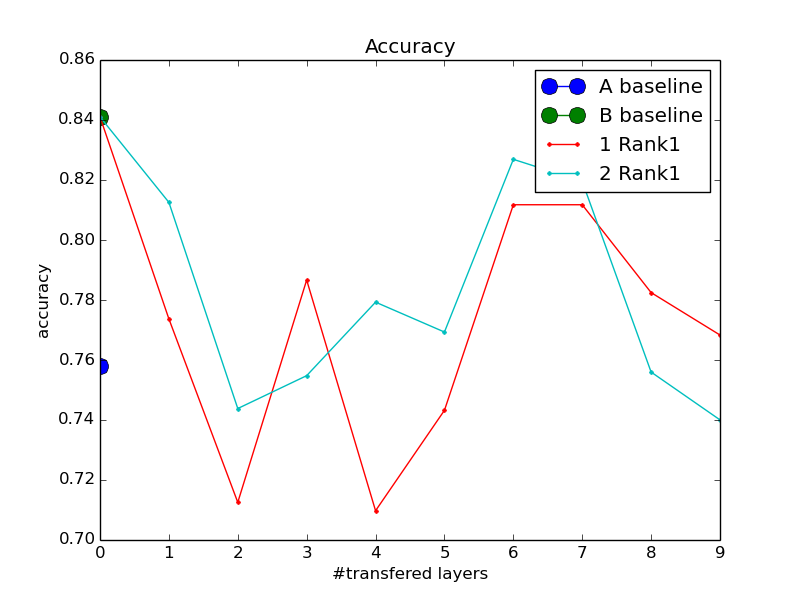 Accuracy
0.86
0.84
0.82
0.80
0.78
0.76
0.74
0.72
0.70
accuracy
A baseline
B baseline
1 Rank1
2 Rank1
0 1 2 3 4 5 6 7 8 9
#transfered layers